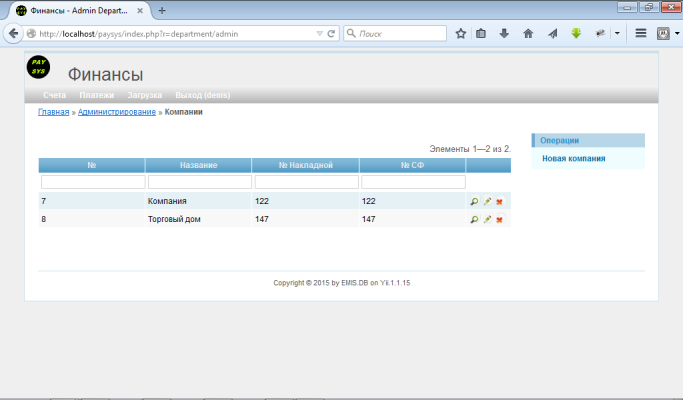 Финансы - Admin Depart...
http://localhost/paysys/index.php?r=department/admin
Поиск
PAY
SYS
Финансы
Счета Платежи Загрузка Выход (denis)
Главная » Администрирование » Компании
Элементы 1—2 из 2.
Операции
Новая компания
№ Название № Накладной № СФ
7 Компания 122 122
8 Торговый дом 147 147
Copyright © 2015 by EMIS.DB on Yii.1.1.15